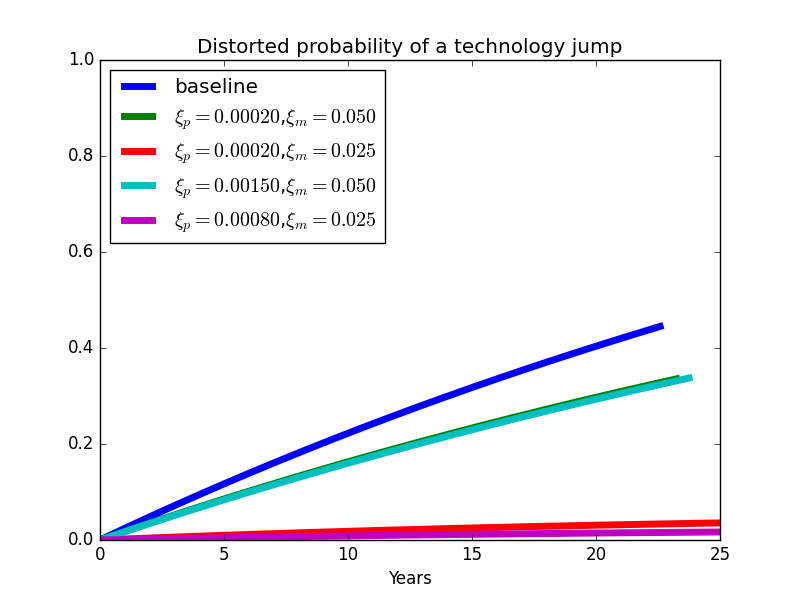 Distorted probability of a technology jump
1.0
0.8
0.6
0.4
0.2
0.0
baseline
ξₚ = 0.00020,ξₘ = 0.050
ξₚ = 0.00020,ξₘ = 0.025
ξₚ = 0.00150,ξₘ = 0.050
ξₚ = 0.00080,ξₘ = 0.025
0 5 10 15 20 25
Years